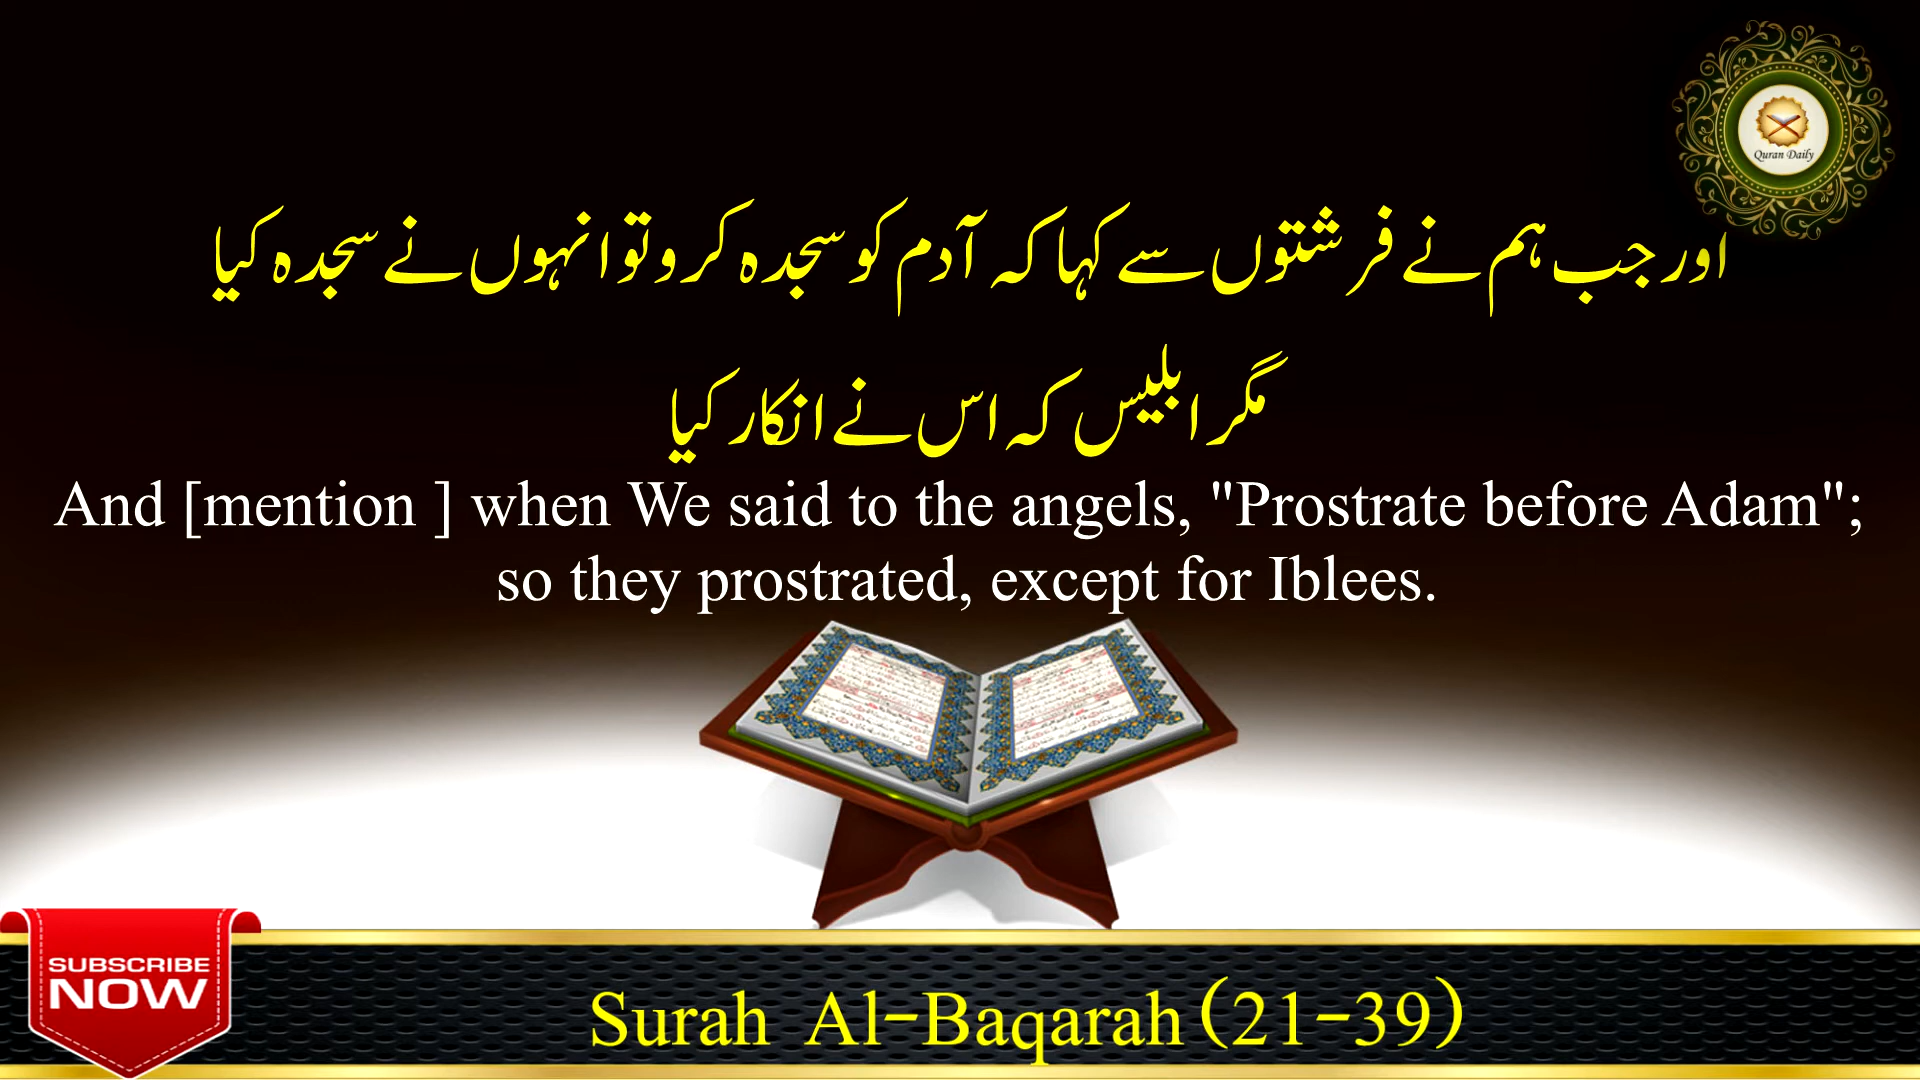 Quran Daily
اور جب ہم نے فرشتوں سے کہا کہ آدم کو سجدہ کرو تو انہوں نے سجدہ کیا
مگر ابلیس کہ اس نے انکار کیا
And [mention ] when We said to the angels, "Prostrate before Adam";
so they prostrated, except for Iblees.
SUBSCRIBE
NOW
Surah Al-Baqarah (21-39)